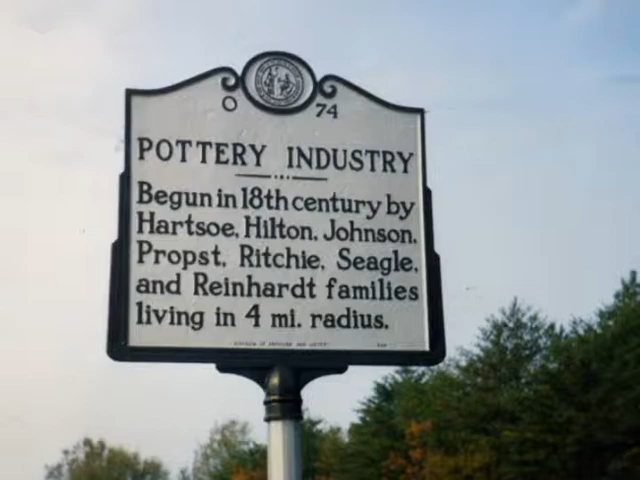 O 74
POTTERY INDUSTRY
Begun in 18th century by
Hartsoe, Hilton, Johnson,
Propst, Ritchie, Seagle,
and Reinhardt families
living in 4 mi. radius.